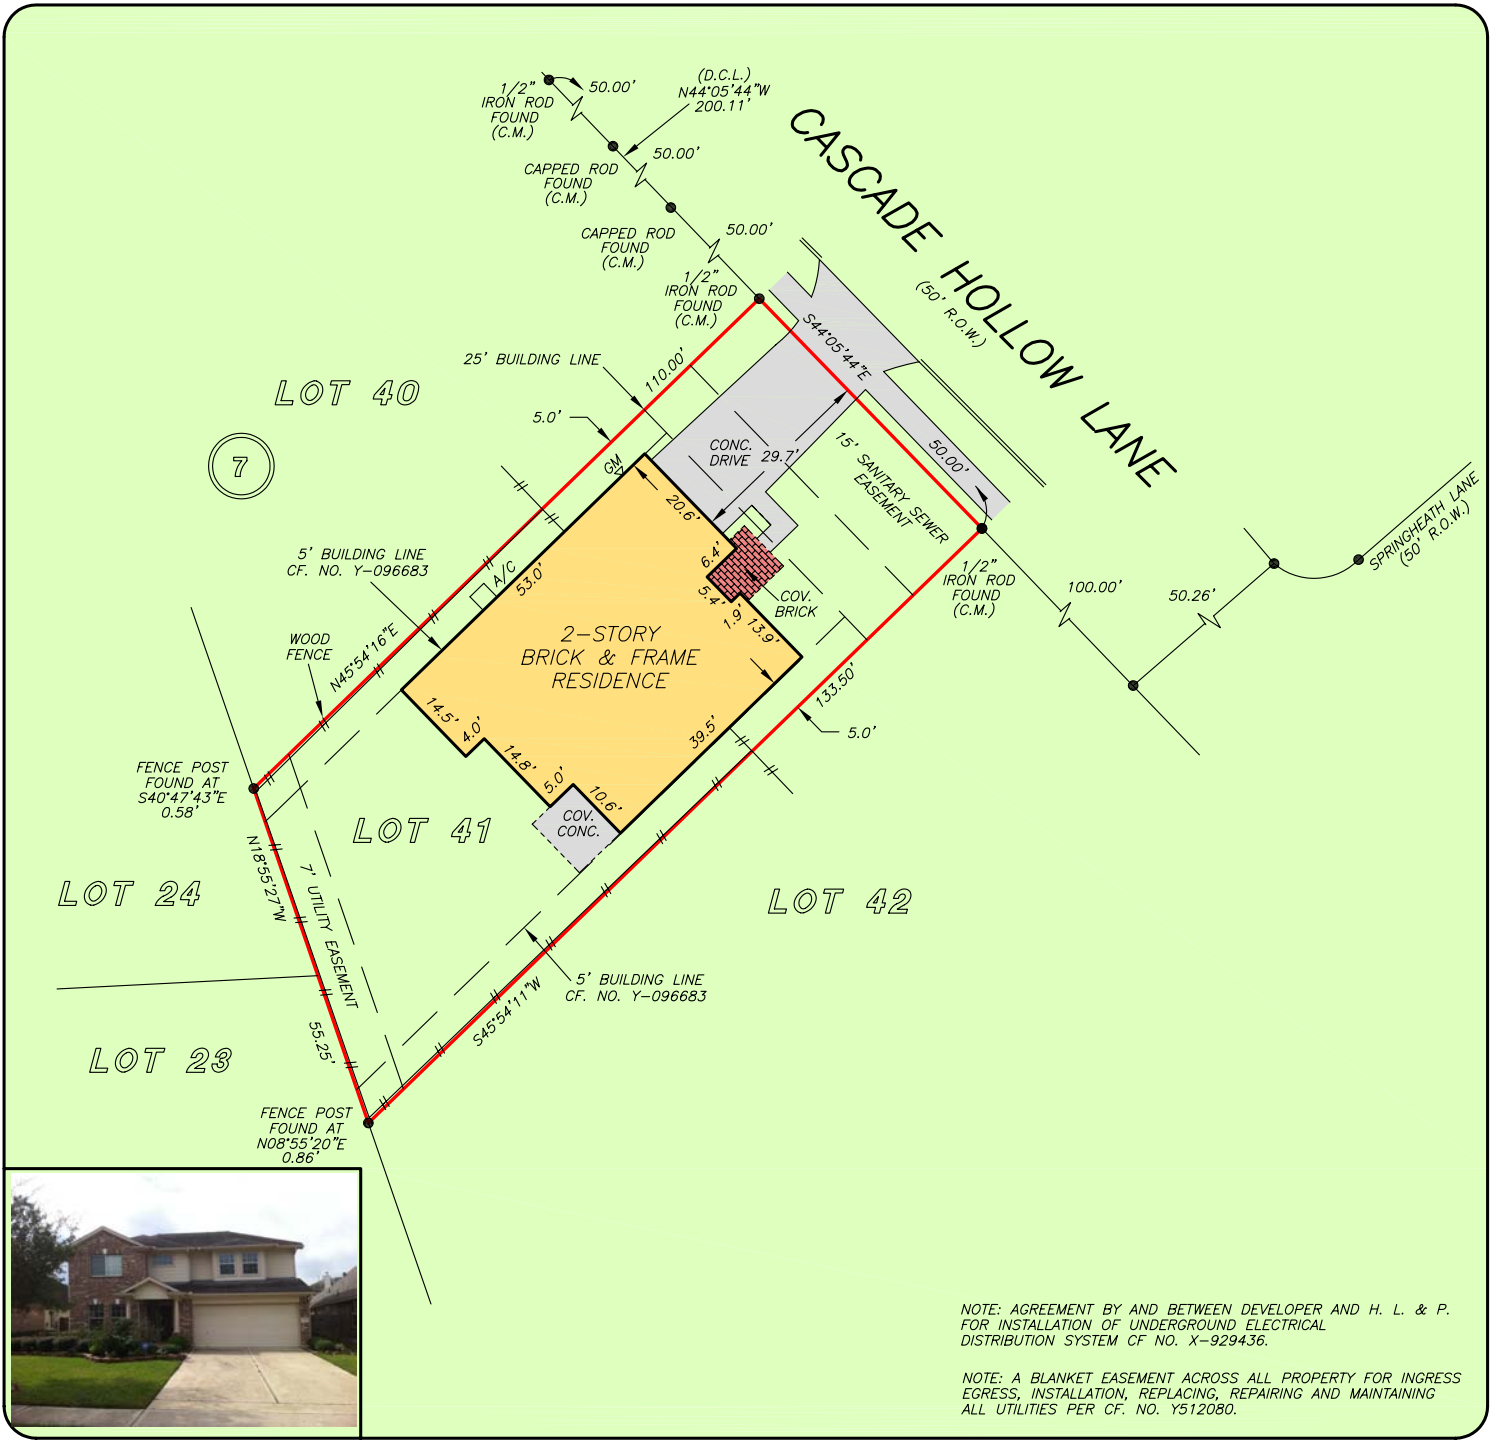 1/2"
IRON ROD
FOUND
(C.M.)
50.00'
(D.C.L.)
N44°05'44"W
200.11'
CAPPED ROD
FOUND
(C.M.)
50.00'
CAPPED ROD
FOUND
(C.M.)
50.00'
1/2"
IRON ROD
FOUND
(C.M.)
CASCADE HOLLOW LANE
(50' R.O.W.)
S44°05'44"E
50.00'
25' BUILDING LINE
110.00'
5.0'
LOT 40
7
GM
CONC.
DRIVE
29.7'
15' SANITARY SEWER
EASEMENT
20.6'
6.4'
5.4'
1.9'
13.9'
COV.
BRICK
5' BUILDING LINE
CF. NO. Y-096683
A/C
53.0'
2-STORY
BRICK & FRAME
RESIDENCE
WOOD
FENCE
N45°54'16"E
1/2"
IRON ROD
FOUND
(C.M.)
100.00'
50.26'
SPRINGHEATH LANE
(50' R.O.W.)
133.50'
5.0'
39.5'
14.5'
4.0'
14.8'
5.0'
10.6'
COV.
CONC.
FENCE POST
FOUND AT
S40°47'43"E
0.58'
LOT 41
LOT 24
N18°55'27"W
7' UTILITY EASEMENT
LOT 42
5' BUILDING LINE
CF. NO. Y-096683
S45°54'11"W
LOT 23
55.25'
FENCE POST
FOUND AT
N08°55'20"E
0.86'
NOTE: AGREEMENT BY AND BETWEEN DEVELOPER AND H. L. & P.
FOR INSTALLATION OF UNDERGROUND ELECTRICAL
DISTRIBUTION SYSTEM CF NO. X-929436.
NOTE: A BLANKET EASEMENT ACROSS ALL PROPERTY FOR INGRESS
EGRESS, INSTALLATION, REPLACING, REPAIRING AND MAINTAINING
ALL UTILITIES PER CF. NO. Y512080.